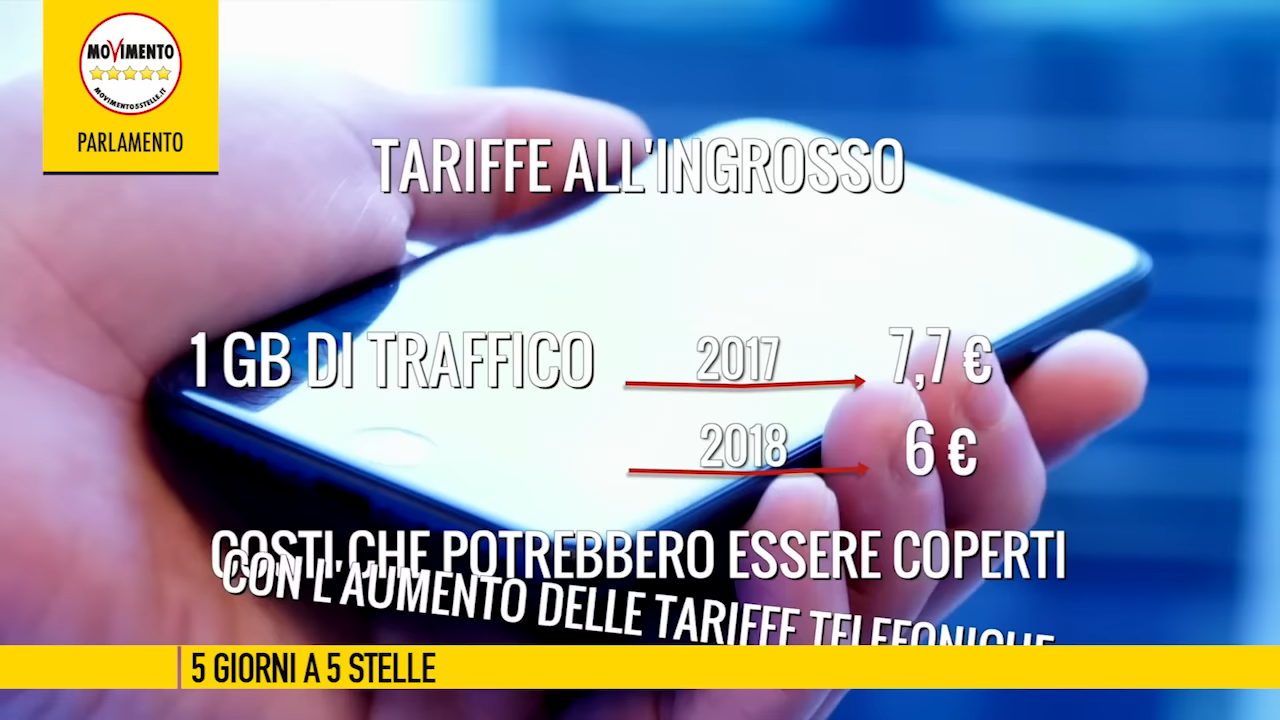 MOVIMENTO
MOVIMENTO5STELLE.IT
PARLAMENTO
TARIFFE ALL'INGROSSO
1 GB DI TRAFFICO 2017 7,7 €
2018 6 €
COSTI CHE POTREBBERO ESSERE COPERTI
CON L'AUMENTO DELLE TARIFFE TELEFONICHE
5 GIORNI A 5 STELLE